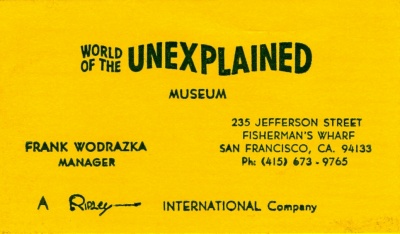 WORLD OF THE UNEXPLAINED
MUSEUM
FRANK WODRAZKA
MANAGER
235 JEFFERSON STREET
FISHERMAN'S WHARF
SAN FRANCISCO, CA. 94133
Ph: (415) 673 - 9765
A Ripley INTERNATIONAL Company